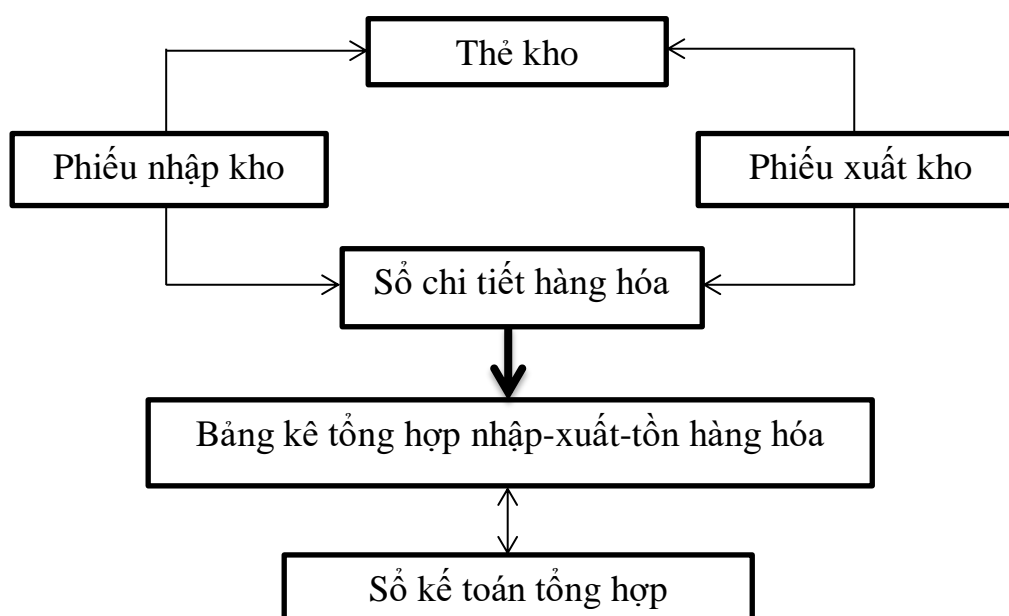 Thẻ kho
Phiếu nhập kho
Phiếu xuất kho
Sổ chi tiết hàng hóa
Bảng kê tổng hợp nhập-xuất-tồn hàng hóa
Sổ kế toán tổng hợp